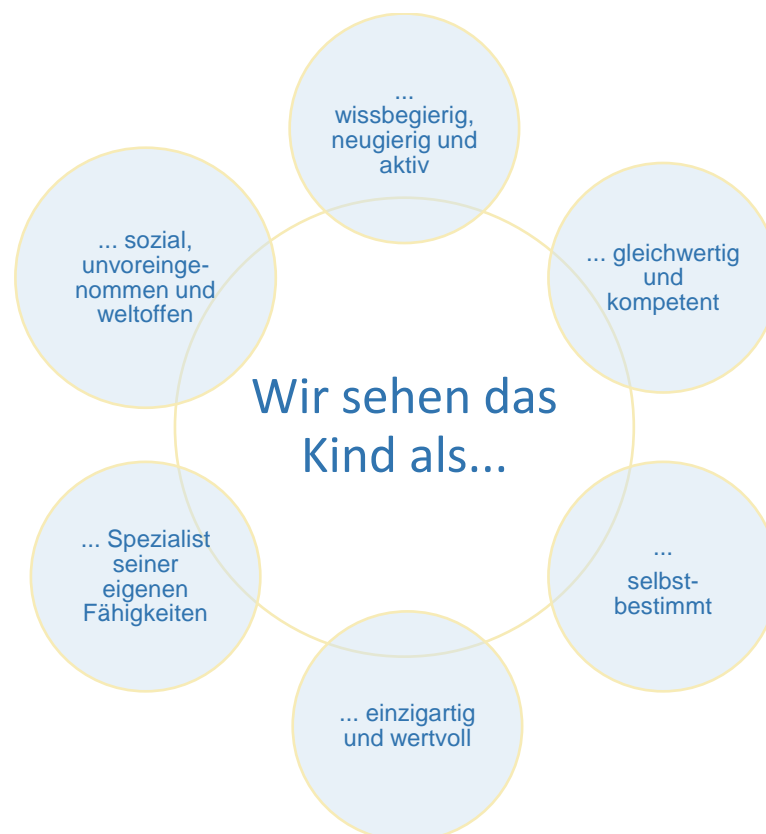 ...
wissbegierig,
neugierig und
aktiv
... gleichwertig
und
kompetent
...
selbst-
bestimmt
... einzigartig
und wertvoll
... Spezialist
seiner
eigenen
Fähigkeiten
... sozial,
unvoreinge-
nommen und
weltoffen
Wir sehen das
Kind als...